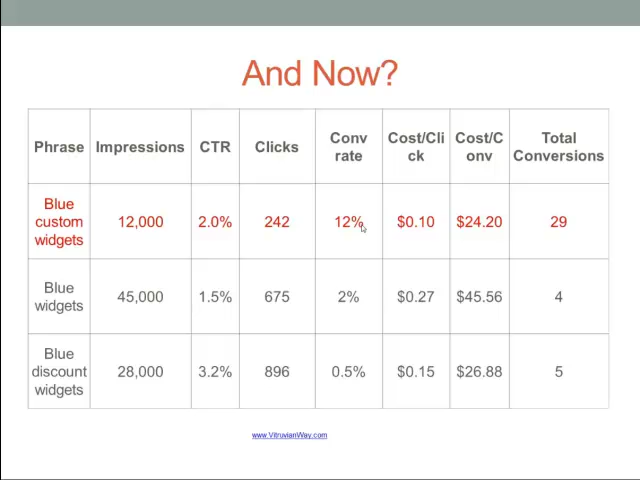 And Now?
Phrase Impressions CTR Clicks Conv rate Cost/Cli ck Cost/C onv Total Conversions
Blue custom widgets 12,000 2.0% 242 12% $0.10 $24.20 29
Blue widgets 45,000 1.5% 675 2% $0.27 $45.56 4
Blue discount widgets 28,000 3.2% 896 0.5% $0.15 $26.88 5
www.VitruvianWay.com